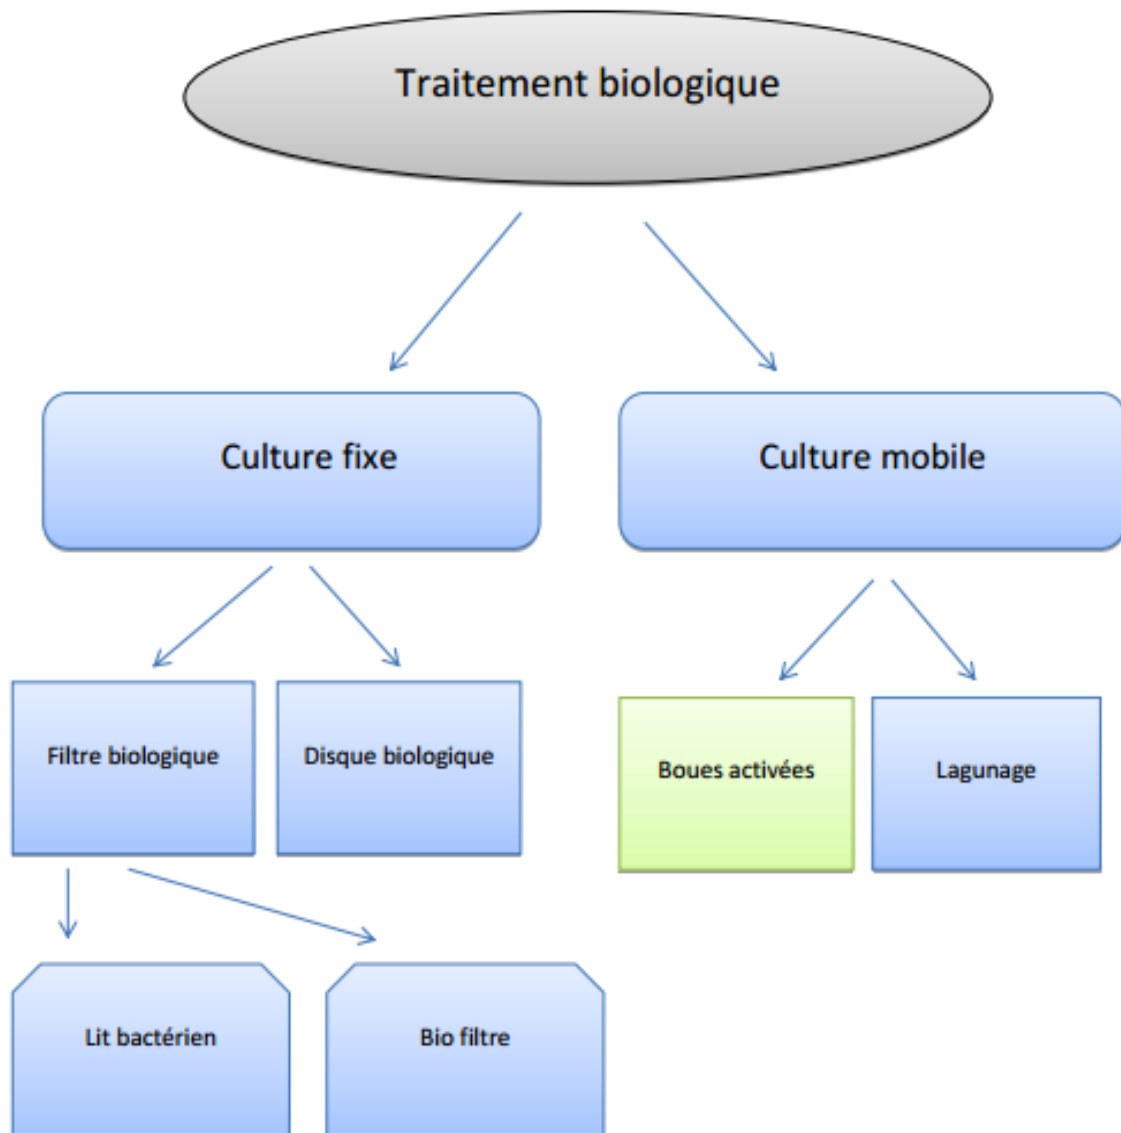 Traitement biologique
Culture fixe
Culture mobile
Filtre biologique
Disque biologique
Boues activées
Lagunage
Lit bactérien
Bio filtre